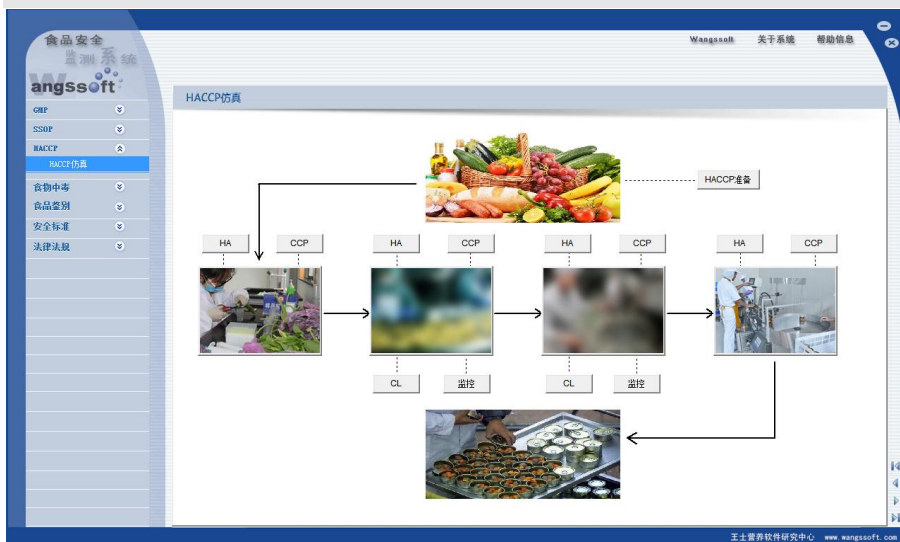 食品安全
监测系统
Wangssoft
Wangssoft 关于系统 帮助信息
GMP
SSOP
HACCP
HACCP仿真
食物中毒
食品鉴别
安全标准
法律法规
HACCP仿真
HACCP准备
HA CCP HA CCP HA CCP HA CCP
CL 监控 CL 监控
王士营养软件研究中心 www.wangssoft.com